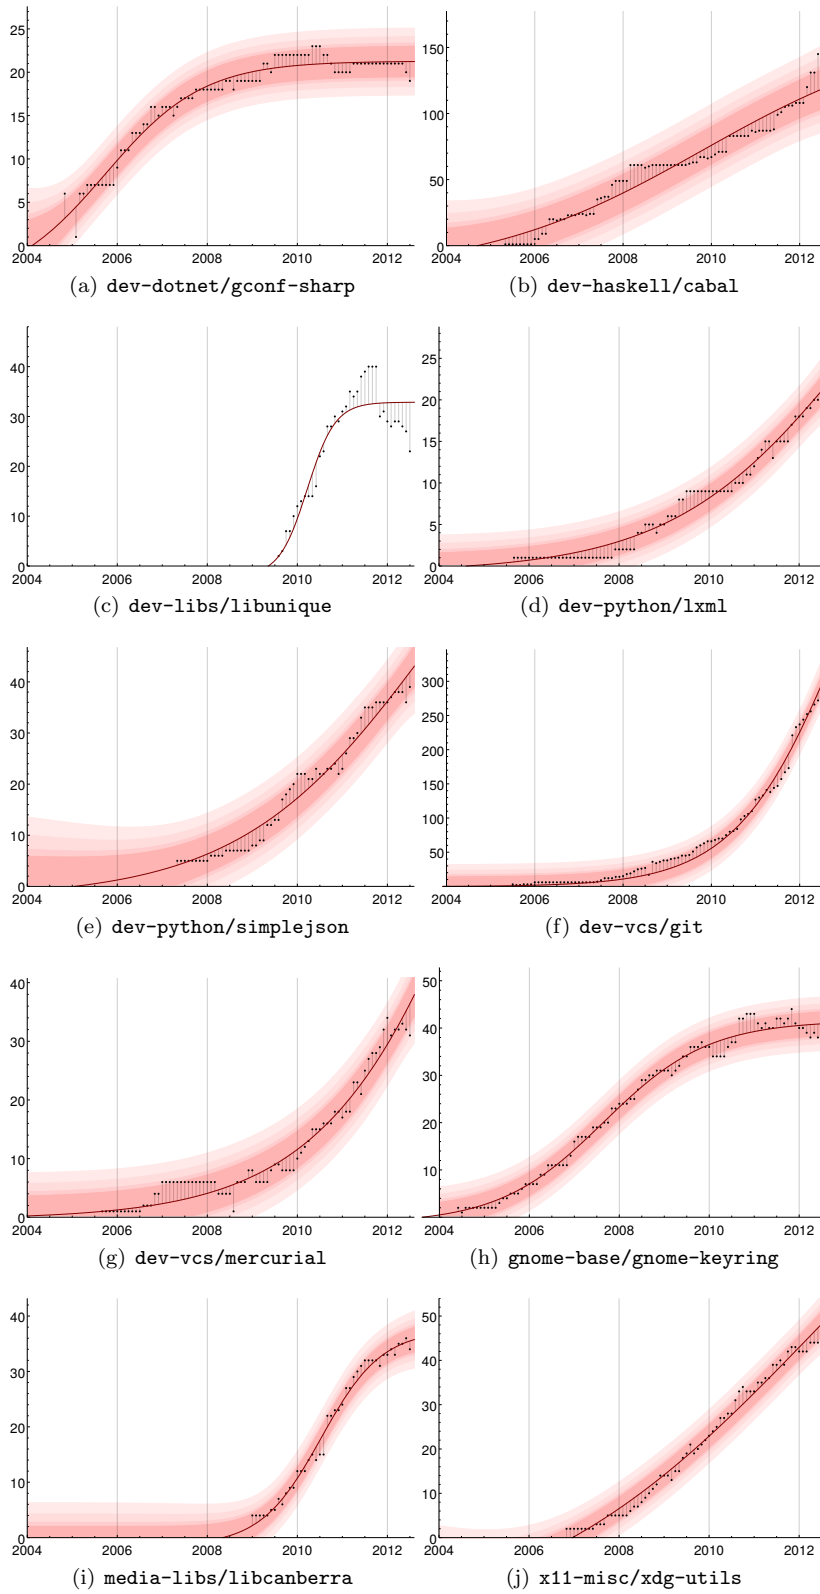 25
20
15
10
5
0
2004 2006 2008 2010 2012
(a) dev-dotnet/gconf-sharp
150
100
50
0
2004 2006 2008 2010 2012
(b) dev-haskell/cabal
40
30
20
10
0
2004 2006 2008 2010 2012
(c) dev-libs/libunique
25
20
15
10
5
0
2004 2006 2008 2010 2012
(d) dev-python/lxml
40
30
20
10
0
2004 2006 2008 2010 2012
(e) dev-python/simplejson
300
250
200
150
100
50
2004 2006 2008 2010 2012
(f) dev-vcs/git
40
30
20
10
0
2004 2006 2008 2010 2012
(g) dev-vcs/mercurial
50
40
30
20
10
2004 2006 2008 2010 2012
(h) gnome-base/gnome-keyring
40
30
20
10
0
2004 2006 2008 2010 2012
(i) media-libs/libcanberra
50
40
30
20
10
0
2004 2006 2008 2010 2012
(j) x11-misc/xdg-utils